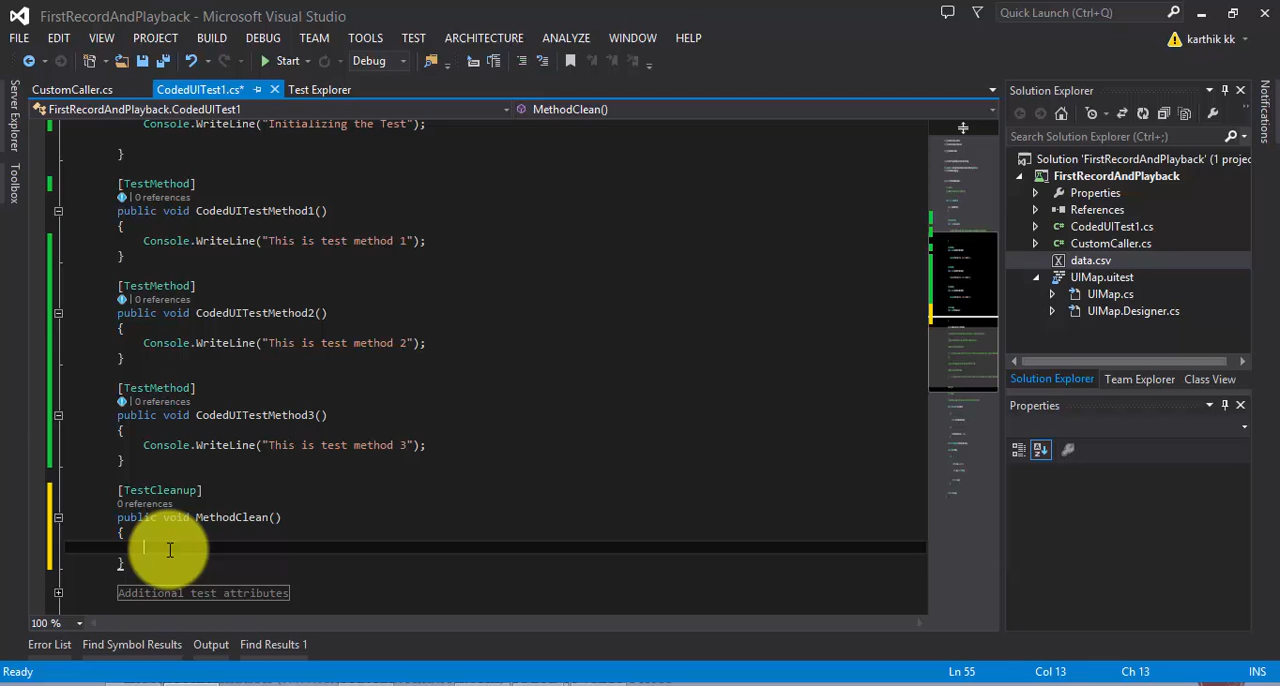 FirstRecordAndPlayback - Microsoft Visual Studio
Quick Launch (Ctrl+Q)
FILE EDIT VIEW PROJECT BUILD DEBUG TEAM TOOLS TEST ARCHITECTURE ANALYZE WINDOW HELP
karthik kk
Start Debug
Server Explorer
Toolbox
CustomCaller.cs CodedUITest1.cs* Test Explorer
FirstRecordAndPlayback.CodedUITest1 MethodClean()
Console.WriteLine("Initializing the Test");
}
[TestMethod]
0 references
public void CodedUITestMethod1()
{
Console.WriteLine("This is test method 1");
}
[TestMethod]
0 references
public void CodedUITestMethod2()
{
Console.WriteLine("This is test method 2");
}
[TestMethod]
0 references
public void CodedUITestMethod3()
{
Console.WriteLine("This is test method 3");
}
[TestCleanup]
0 references
public void MethodClean()
{
}
Additional test attributes
100 %
Error List Find Symbol Results Output Find Results 1
Ready Ln 55 Col 13 Ch 13 INS
Solution Explorer
Search Solution Explorer (Ctrl+;)
Solution 'FirstRecordAndPlayback' (1 projec
FirstRecordAndPlayback
Properties
References
CodedUITest1.cs
CustomCaller.cs
data.csv
UIMap.uitest
UIMap.cs
UIMap.Designer.cs
Solution Explorer Team Explorer Class View
Properties
Notifications